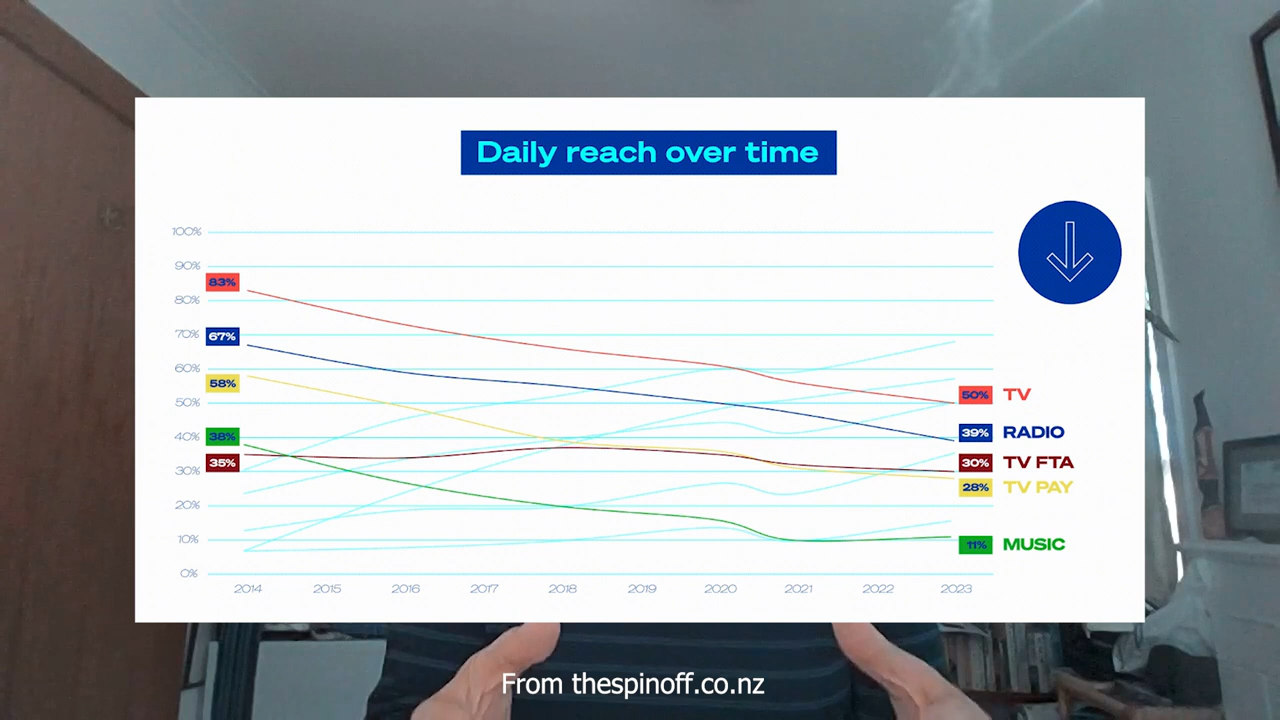 Daily reach over time
100%
90%
83%
80%
70%
67%
60%
58%
50%
50% TV
40%
38%
39% RADIO
35%
30%
30% TV FTA
28% TV PAY
20%
10%
11% MUSIC
0%
2014 2015 2016 2017 2018 2019 2020 2021 2022 2023
From thespinoff.co.nz